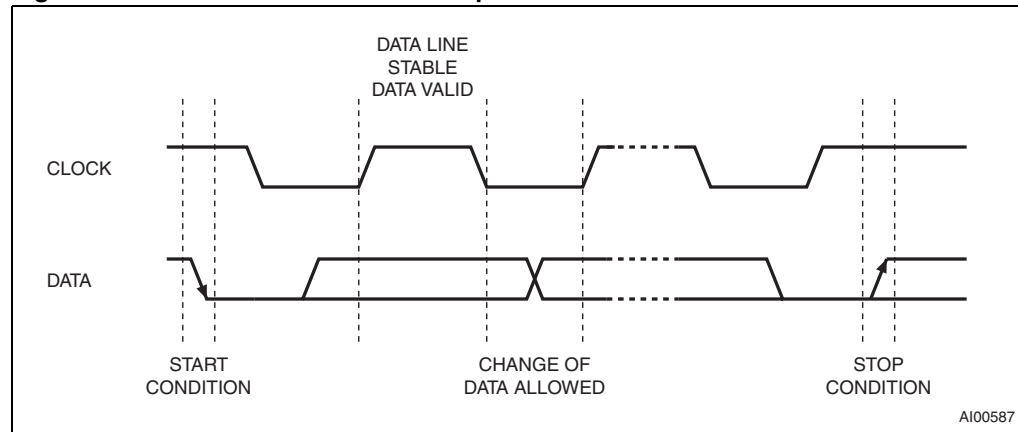 DATA LINE
STABLE
DATA VALID
CLOCK
DATA
START
CONDITION
CHANGE OF
DATA ALLOWED
STOP
CONDITION
AI00587